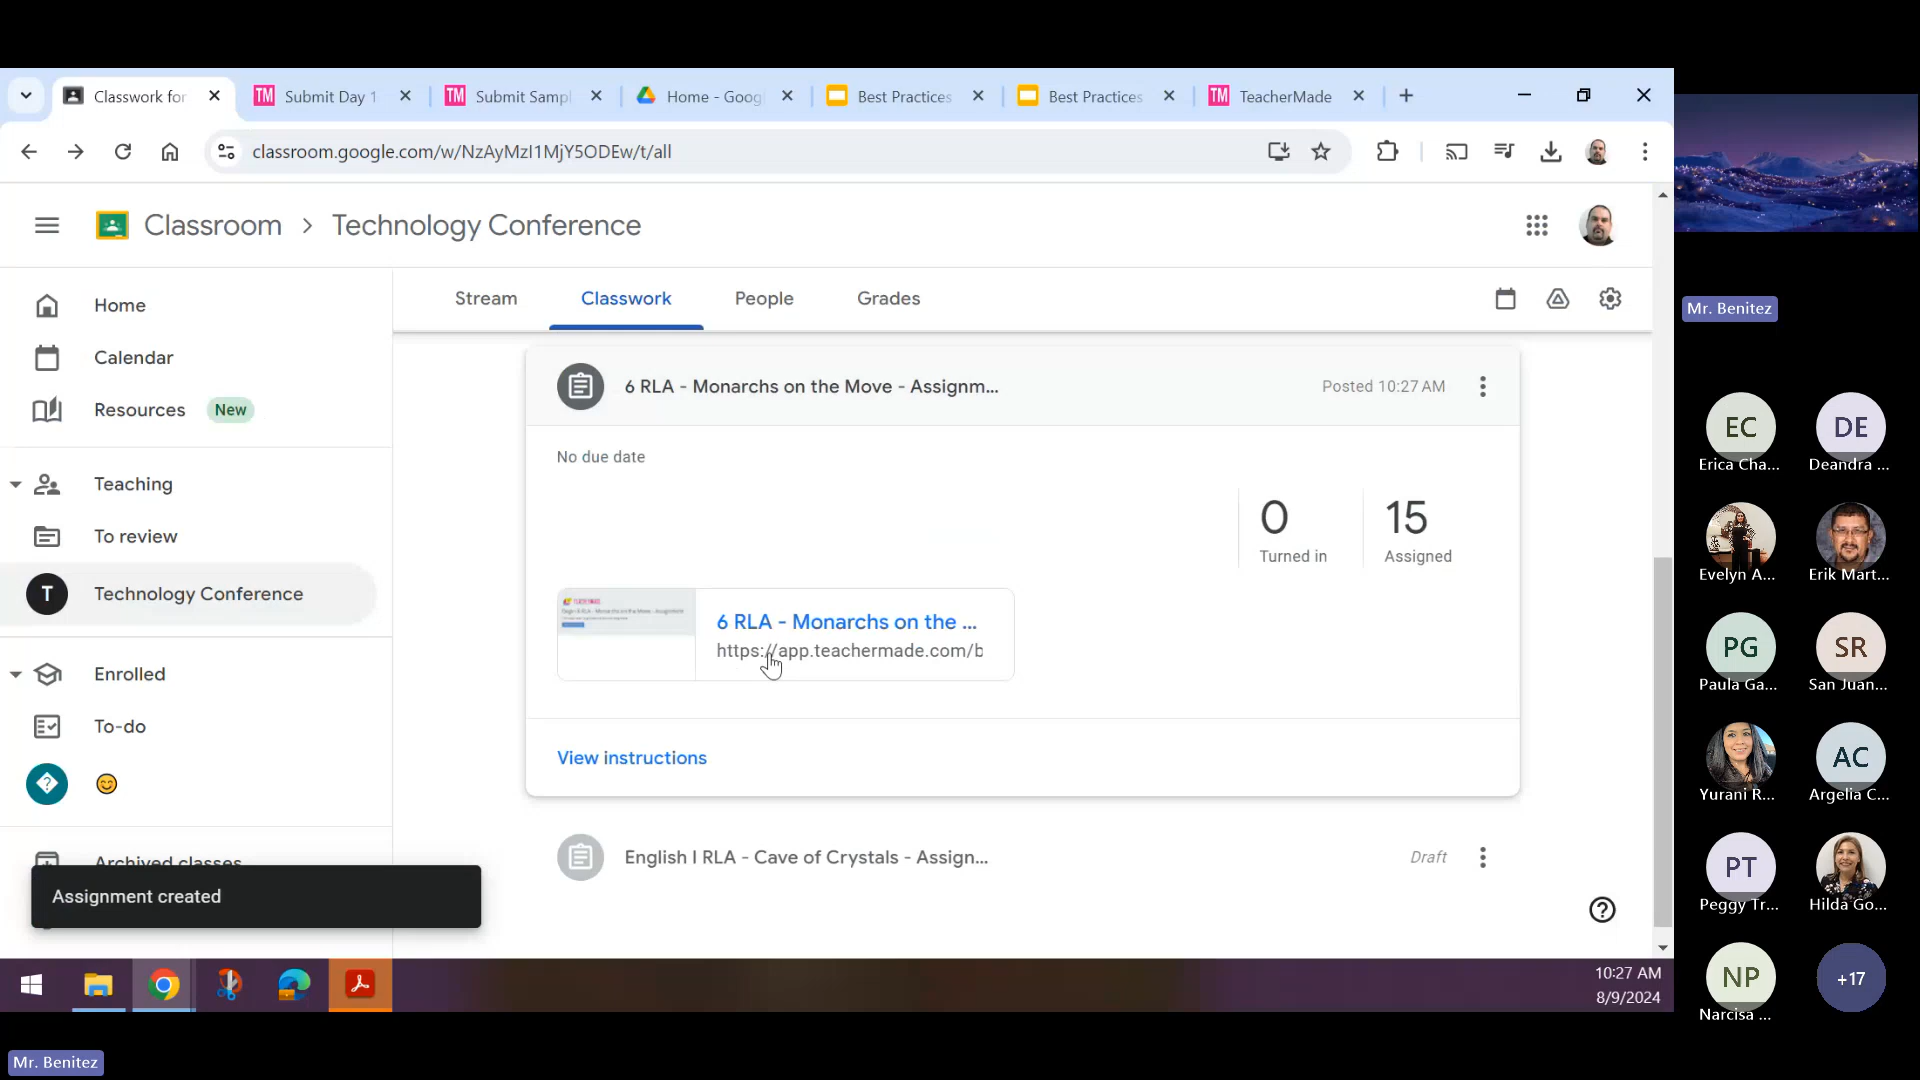 Classwork for
TM Submit Day 1
TM Submit Sampl
Home - Goog
Best Practices
Best Practices
TM TeacherMade
classroom.google.com/w/NzAyMzI1MjY5ODEw/t/all
Classroom > Technology Conference
Home
Calendar
Resources New
Teaching
To review
T Technology Conference
Enrolled
To-do
Archived classes
Assignment created
Stream
Classwork
People
Grades
6 RLA - Monarchs on the Move - Assignm...
Posted 10:27 AM
No due date
0
Turned in
15
Assigned
6 RLA - Monarchs on the ...
https://app.teachermade.com/b
View instructions
English I RLA - Cave of Crystals - Assign...
Draft
10:27 AM
8/9/2024
Mr. Benitez
Mr. Benitez
EC
Erica Cha...
DE
Deandra ...
Evelyn A...
Erik Mart...
PG
Paula Ga...
SR
San Juan...
Yurani R...
AC
Argelia C...
PT
Peggy Tr...
Hilda Go...
NP
Narcisa ...
+17